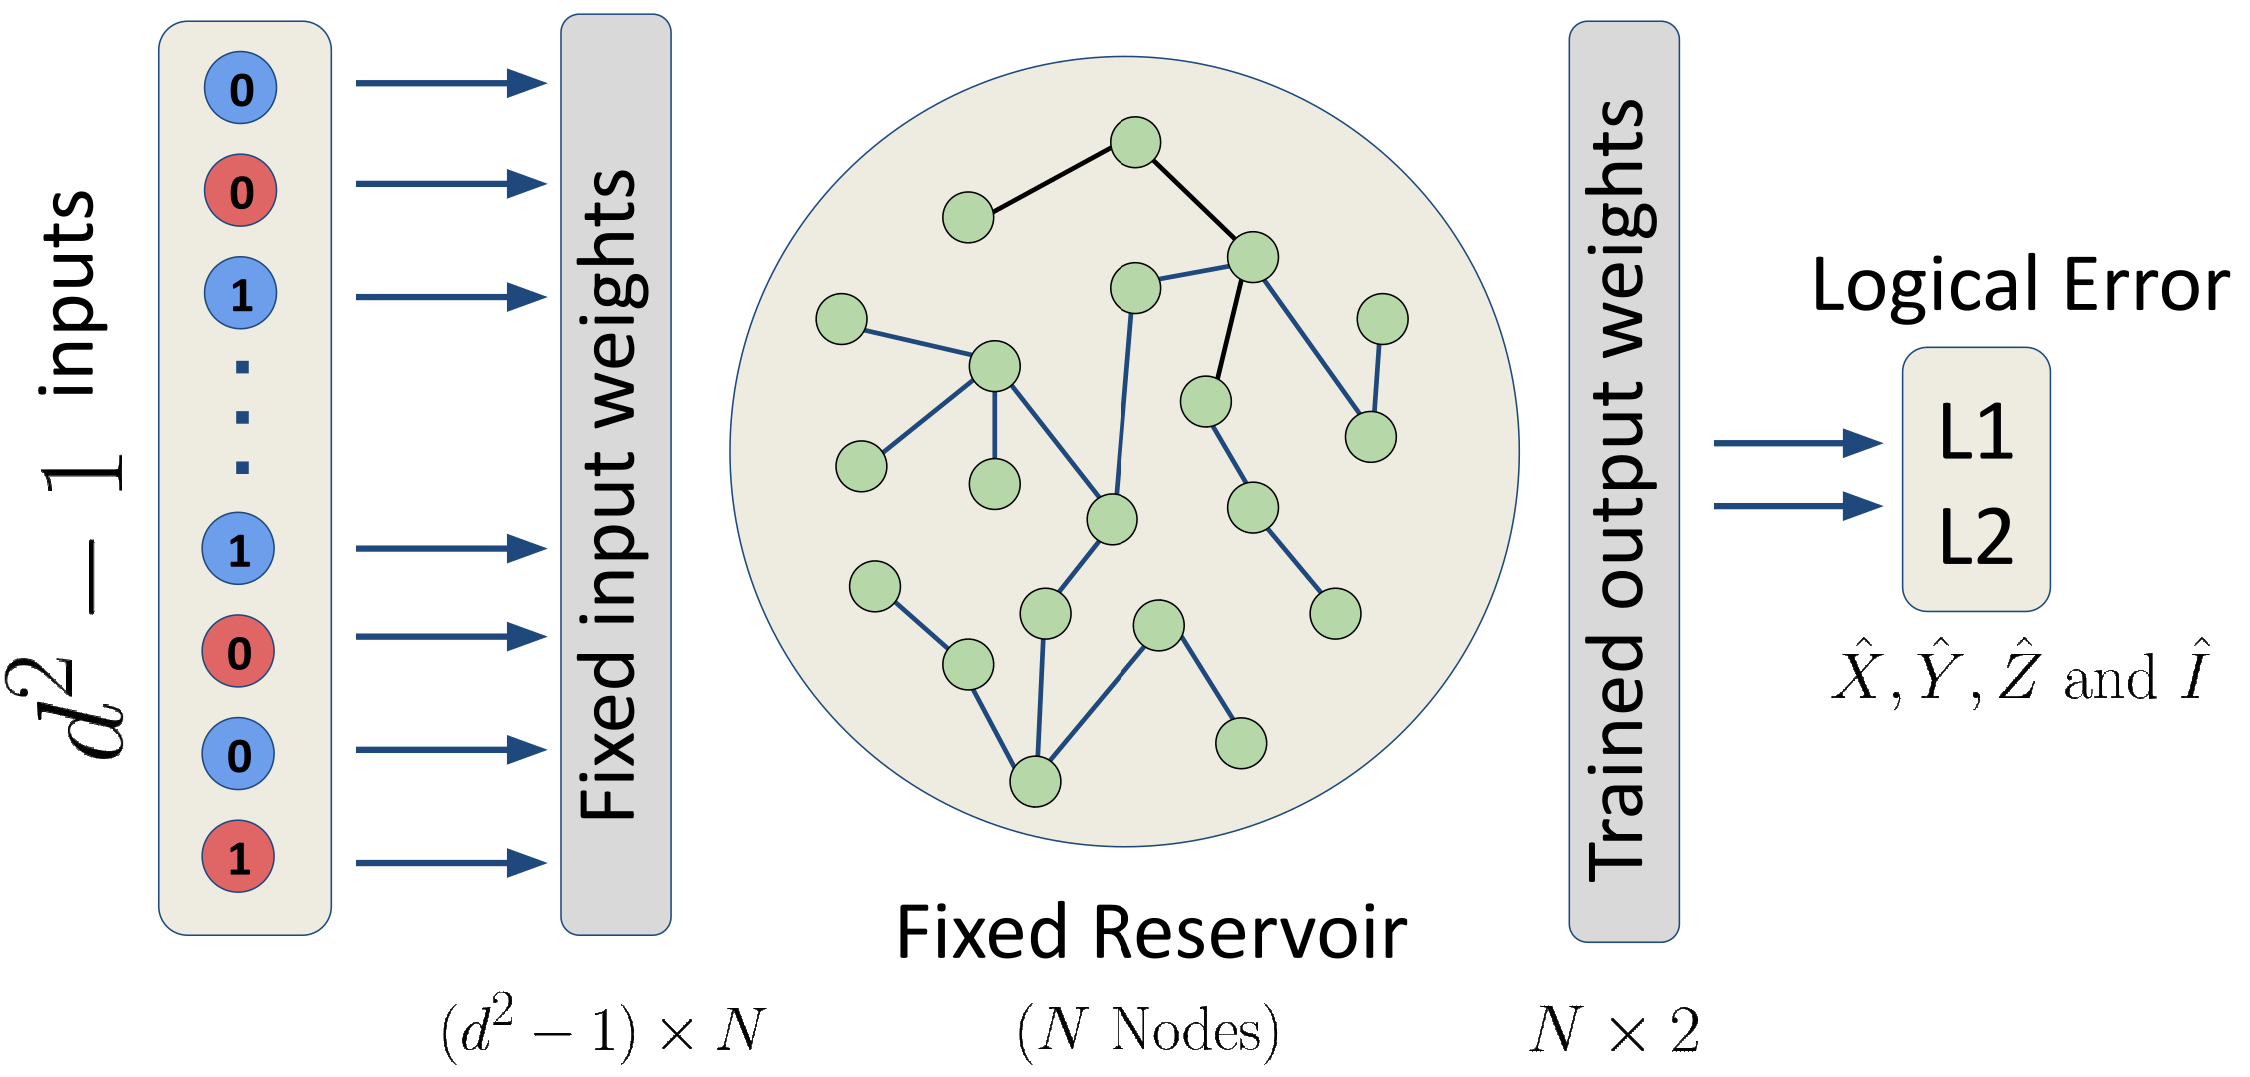 d² − 1 inputs
0
0
1
1
0
0
1
Fixed input weights
(d² − 1) × N
Fixed Reservoir
(N Nodes)
Trained output weights
N × 2
Logical Error
L1
L2
X̂, Ŷ, Ẑ and Î